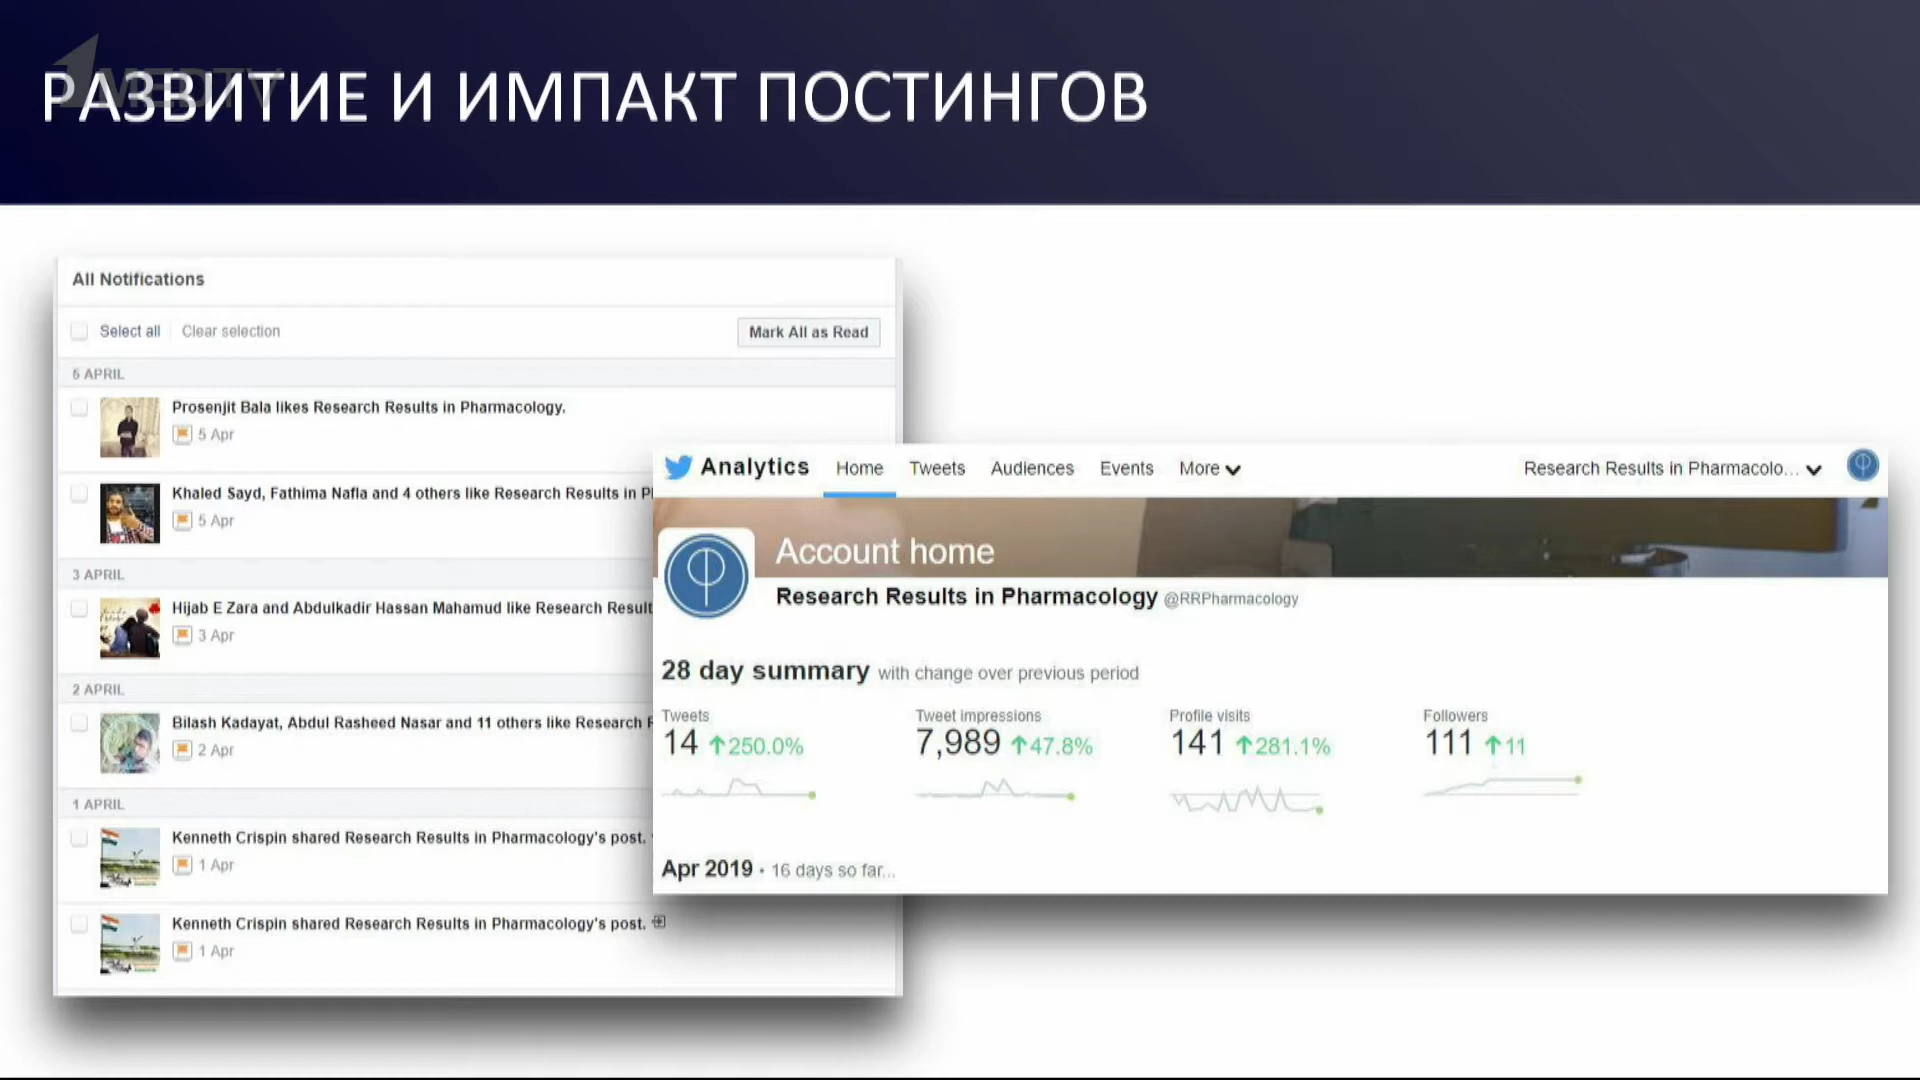 1MEDTV
РАЗВИТИЕ И ИМПАКТ ПОСТИНГОВ
All Notifications
Select all
Clear selection
Mark All as Read
5 APRIL
Prosenjit Bala likes Research Results in Pharmacology.
5 Apr
Khaled Sayd, Fathima Nafla and 4 others like Research Results in P
5 Apr
3 APRIL
Hijab E Zara and Abdulkadir Hassan Mahamud like Research Result
3 Apr
2 APRIL
Bilash Kadayat, Abdul Rasheed Nasar and 11 others like Research
2 Apr
1 APRIL
Kenneth Crispin shared Research Results in Pharmacology's post.
1 Apr
Kenneth Crispin shared Research Results in Pharmacology's post.
1 Apr
Analytics Home Tweets Audiences Events More Research Results in Pharmacolo...
Account home
Research Results in Pharmacology @RRPharmacology
28 day summary with change over previous period
Tweets
14 ↑250.0%
Tweet impressions
7,989 ↑47.8%
Profile visits
141 ↑281.1%
Followers
111 ↑11
Apr 2019 • 16 days so far...